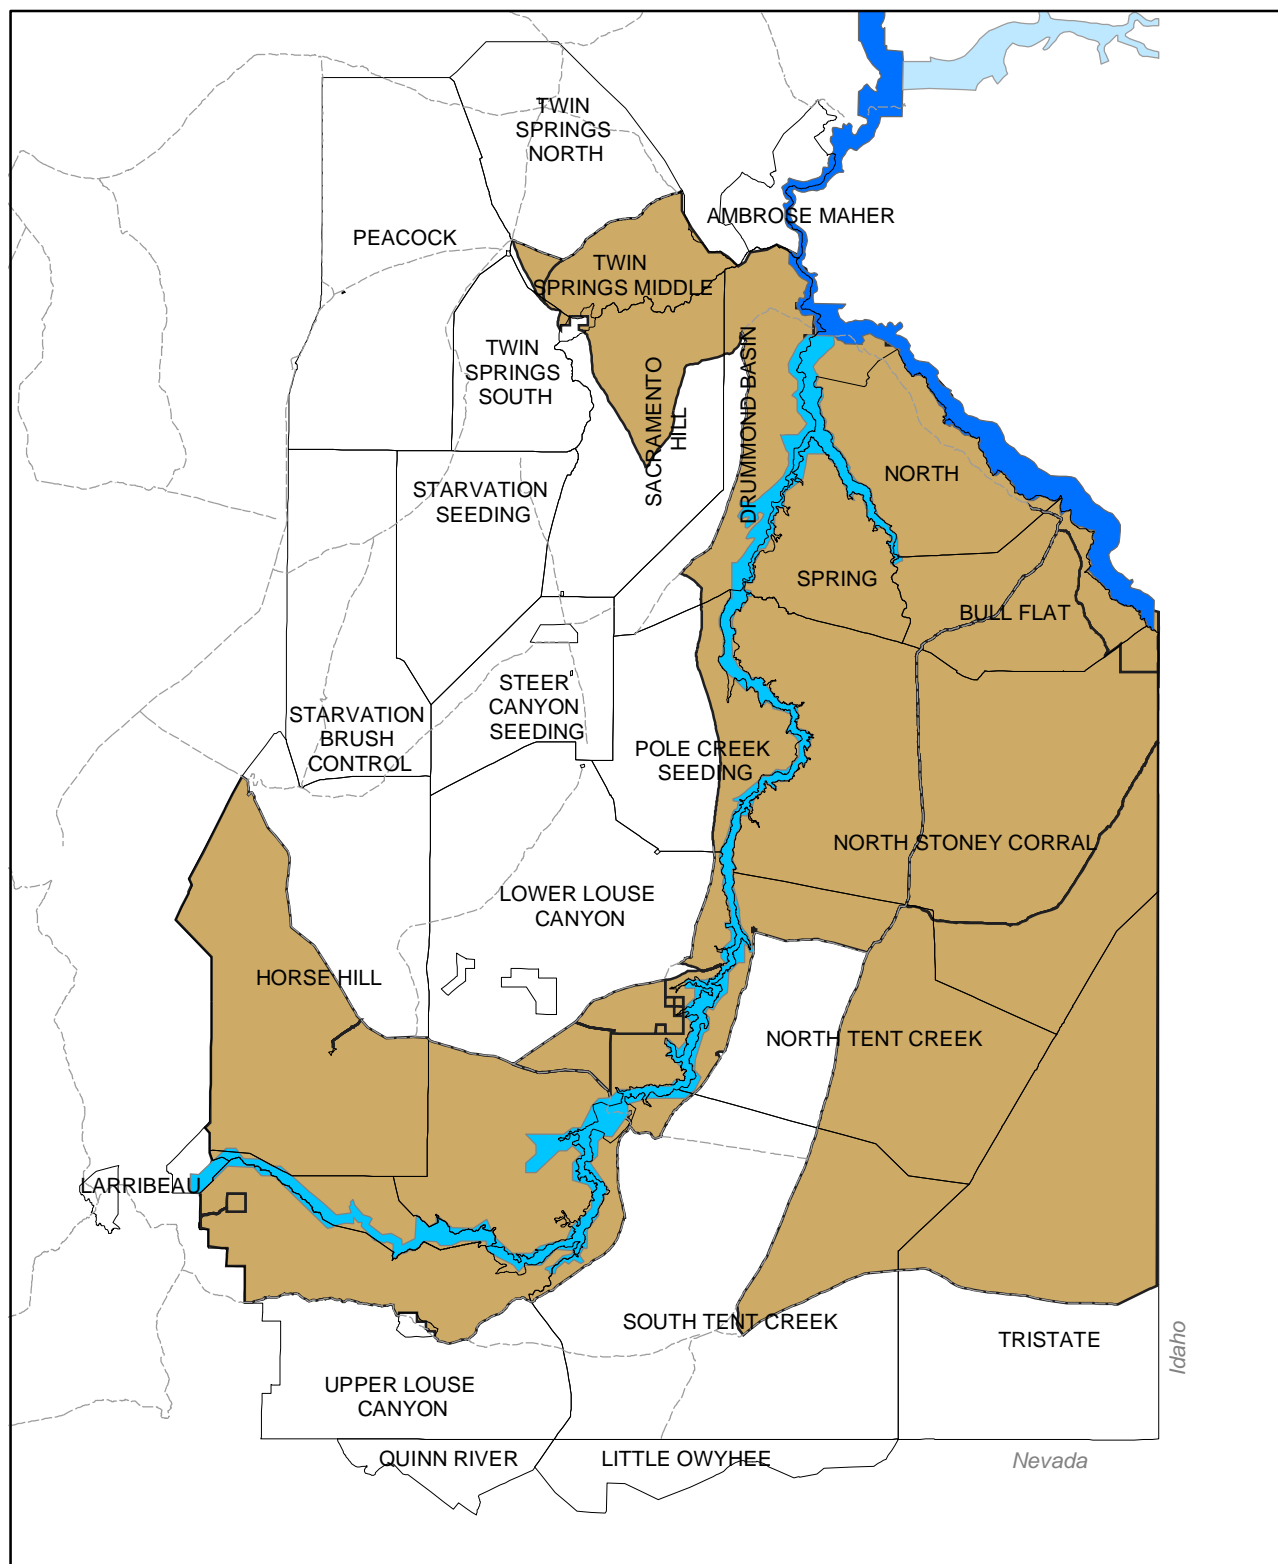 TWIN
SPRINGS
NORTH
AMBROSE MAHER
PEACOCK
TWIN
SPRINGS MIDDLE
TWIN
SPRINGS
SOUTH
SACRAMENTO
HILL
DRUMMOND BASIN
NORTH
STARVATION
SEEDING
SPRING
BULL FLAT
STEER
CANYON
SEEDING
STARVATION
BRUSH
CONTROL
POLE CREEK
SEEDING
NORTH STONEY CORRAL
LOWER LOUSE
CANYON
HORSE HILL
NORTH TENT CREEK
LARRIBEAU
SOUTH TENT CREEK
TRISTATE
Idaho
UPPER LOUSE
CANYON
QUINN RIVER
LITTLE OWYHEE
Nevada